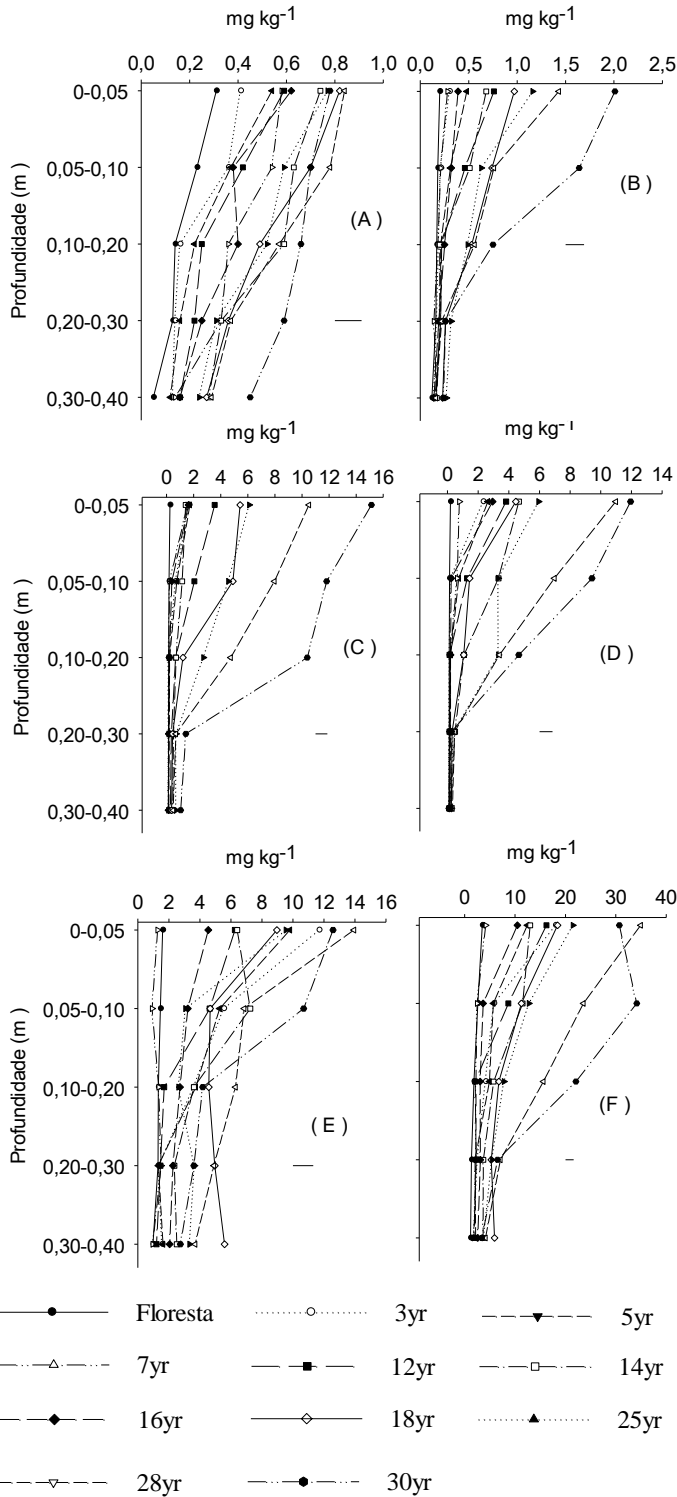 mg kg-1 mg kg-1
0,0 0,2 0,4 0,6 0,8 1,0 0,0 0,5 1,0 1,5 2,0 2,5
Profundidade (m )
0-0,05
0,05-0,10
0,10-0,20
0,20-0,30
0,30-0,40
(A) (B )
mg kg-1 mg kg-1
0 2 4 6 8 10 12 14 16 0 2 4 6 8 10 12 14
Profundidade (m )
0-0,05
0,05-0,10
0,10-0,20
0,20-0,30
0,30-0,40
(C ) (D )
mg kg-1 mg kg-1
0 2 4 6 8 10 12 14 16 0 10 20 30 40
Profundidade (m )
0-0,05
0,05-0,10
0,10-0,20
0,20-0,30
0,30-0,40
( E ) (F )
Floresta 3yr 5yr
7yr 12yr 14yr
16yr 18yr 25yr
28yr 30yr